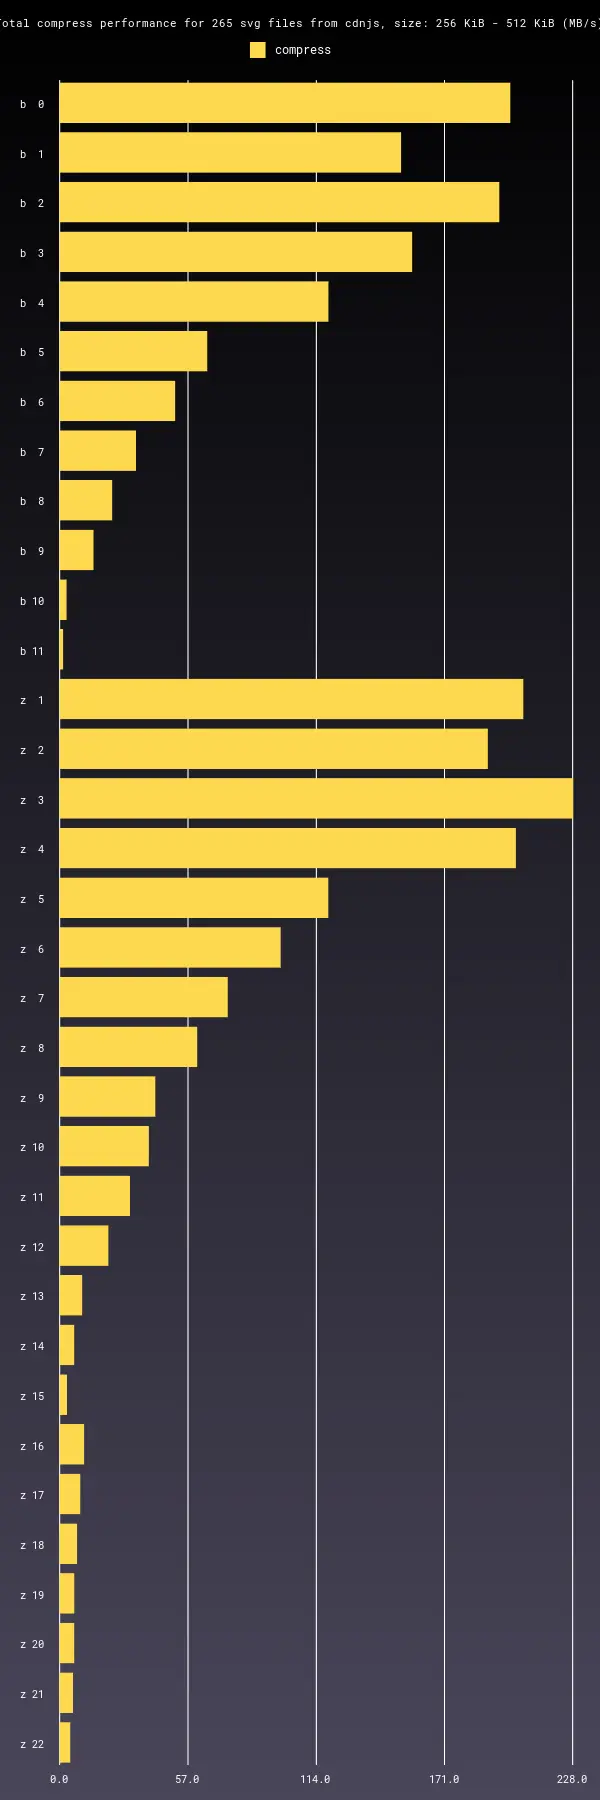 Total compress performance for 265 svg files from cdnjs, size: 256 KiB - 512 KiB (MB/s)
compress
b 0
b 1
b 2
b 3
b 4
b 5
b 6
b 7
b 8
b 9
b 10
b 11
z 1
z 2
z 3
z 4
z 5
z 6
z 7
z 8
z 9
z 10
z 11
z 12
z 13
z 14
z 15
z 16
z 17
z 18
z 19
z 20
z 21
z 22
0.0 57.0 114.0 171.0 228.0